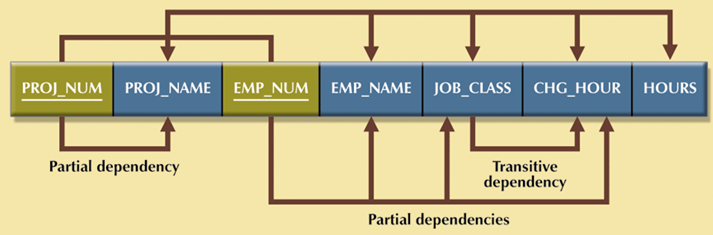 PROJ_NUM PROJ_NAME EMP_NUM EMP_NAME JOB_CLASS CHG_HOUR HOURS
Partial dependency
Transitive
dependency
Partial dependencies